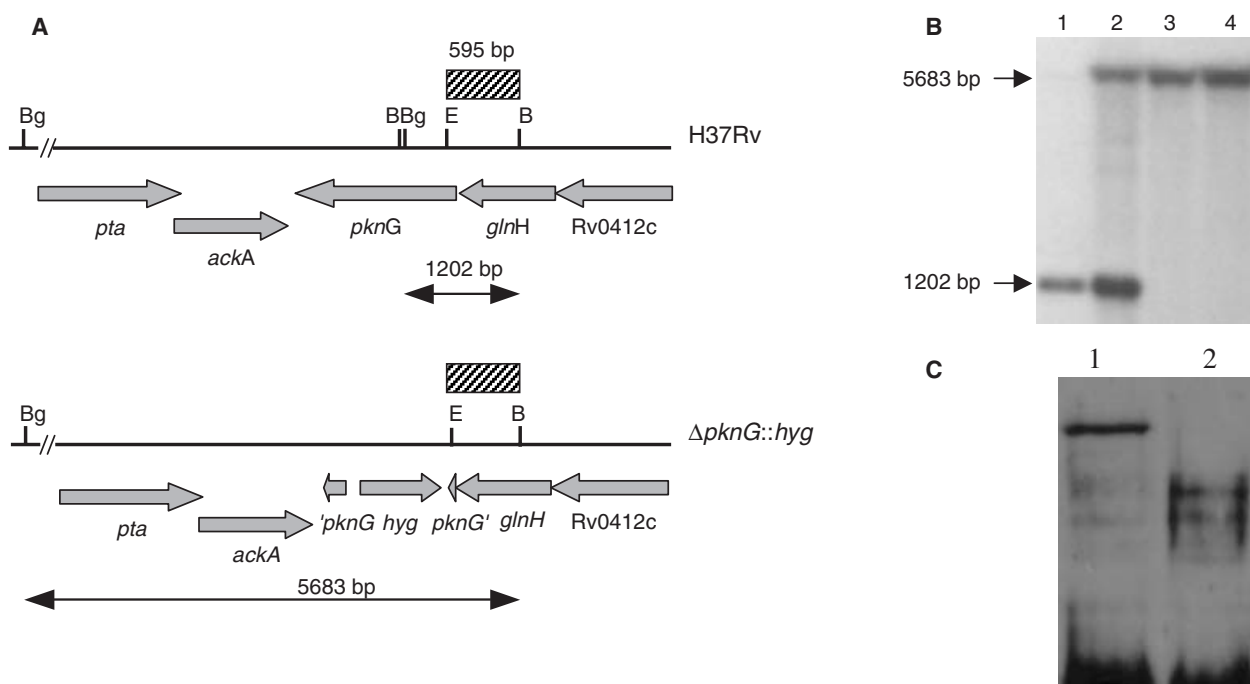 A
595 bp
Bg
BBg
E
B
H37Rv
pta
ackA
pknG
glnH
Rv0412c
1202 bp
Bg
E
B
ΔpknG::hyg
pta
ackA
'pknG hyg pknG' glnH Rv0412c
5683 bp
B
1 2 3 4
5683 bp
1202 bp
C
1 2